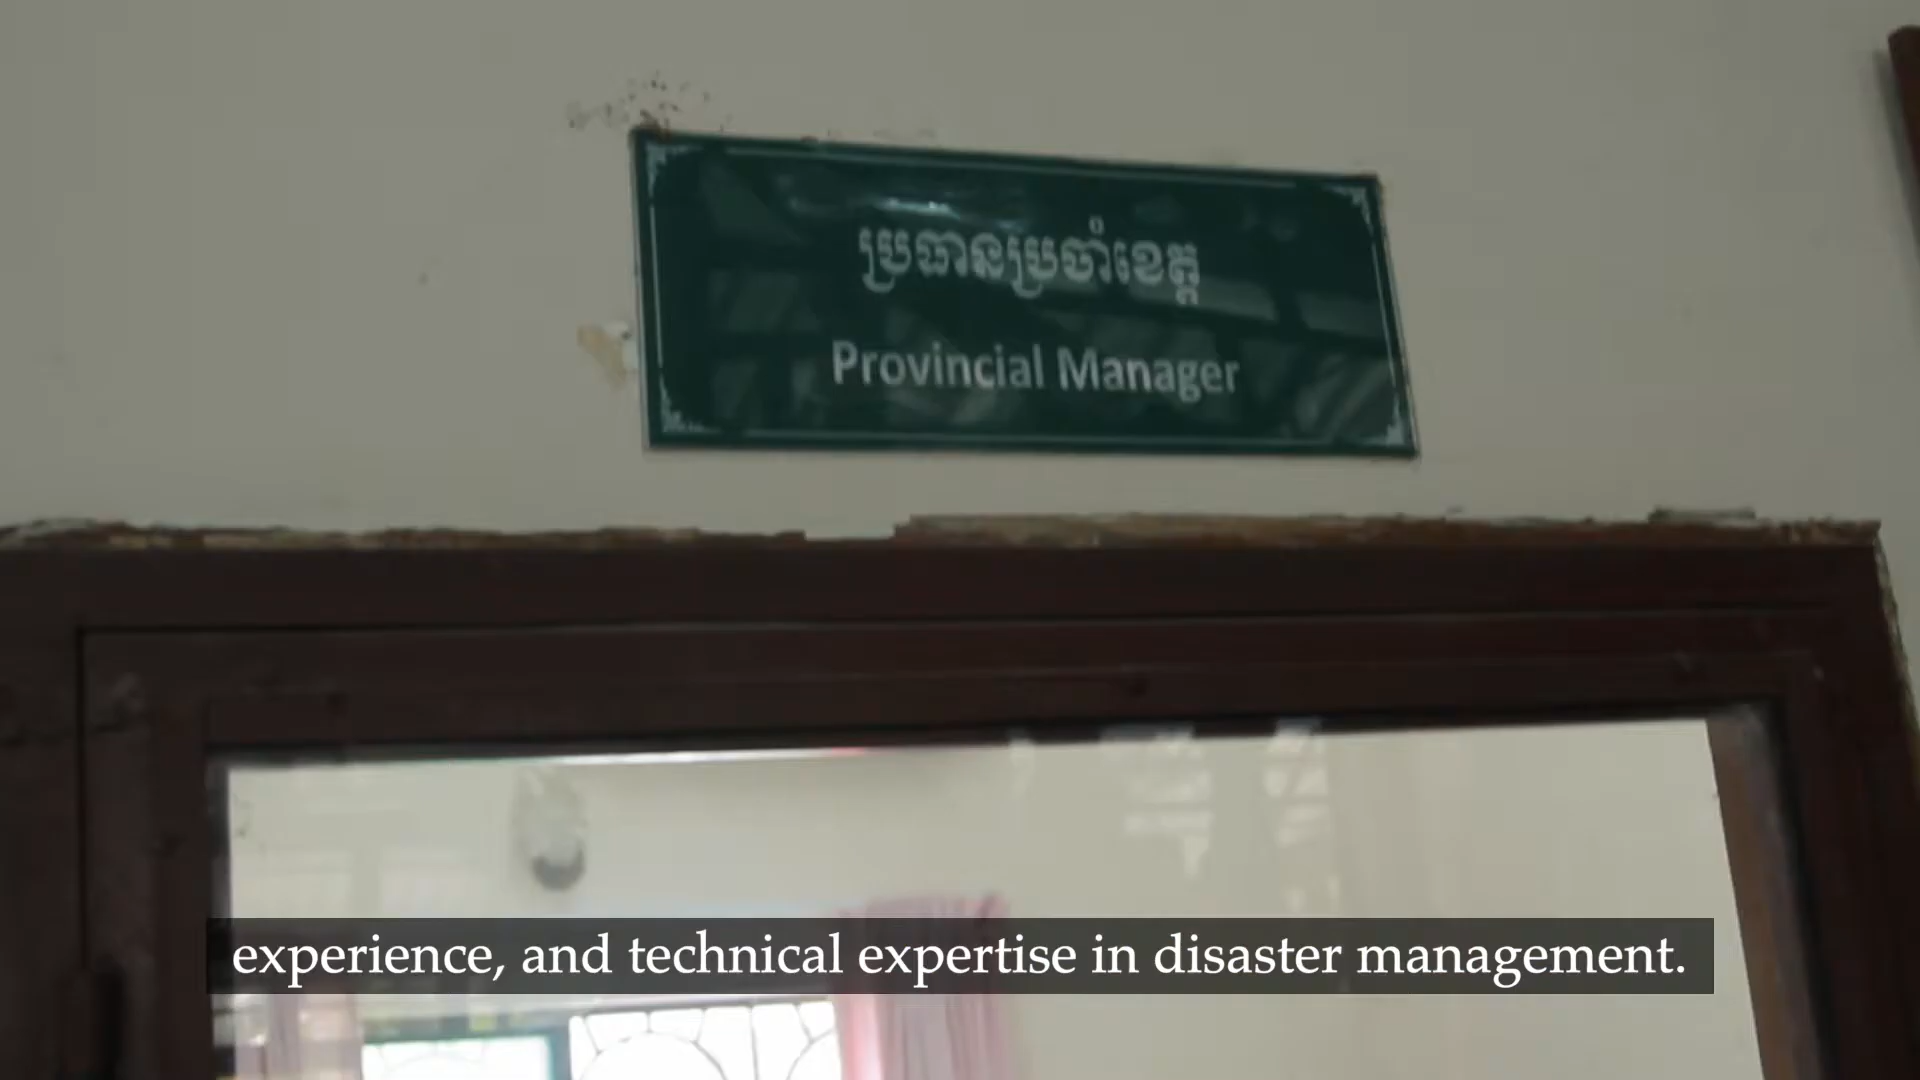 ប្រធានប្រចាំខេត្ត
Provincial Manager
experience, and technical expertise in disaster management.